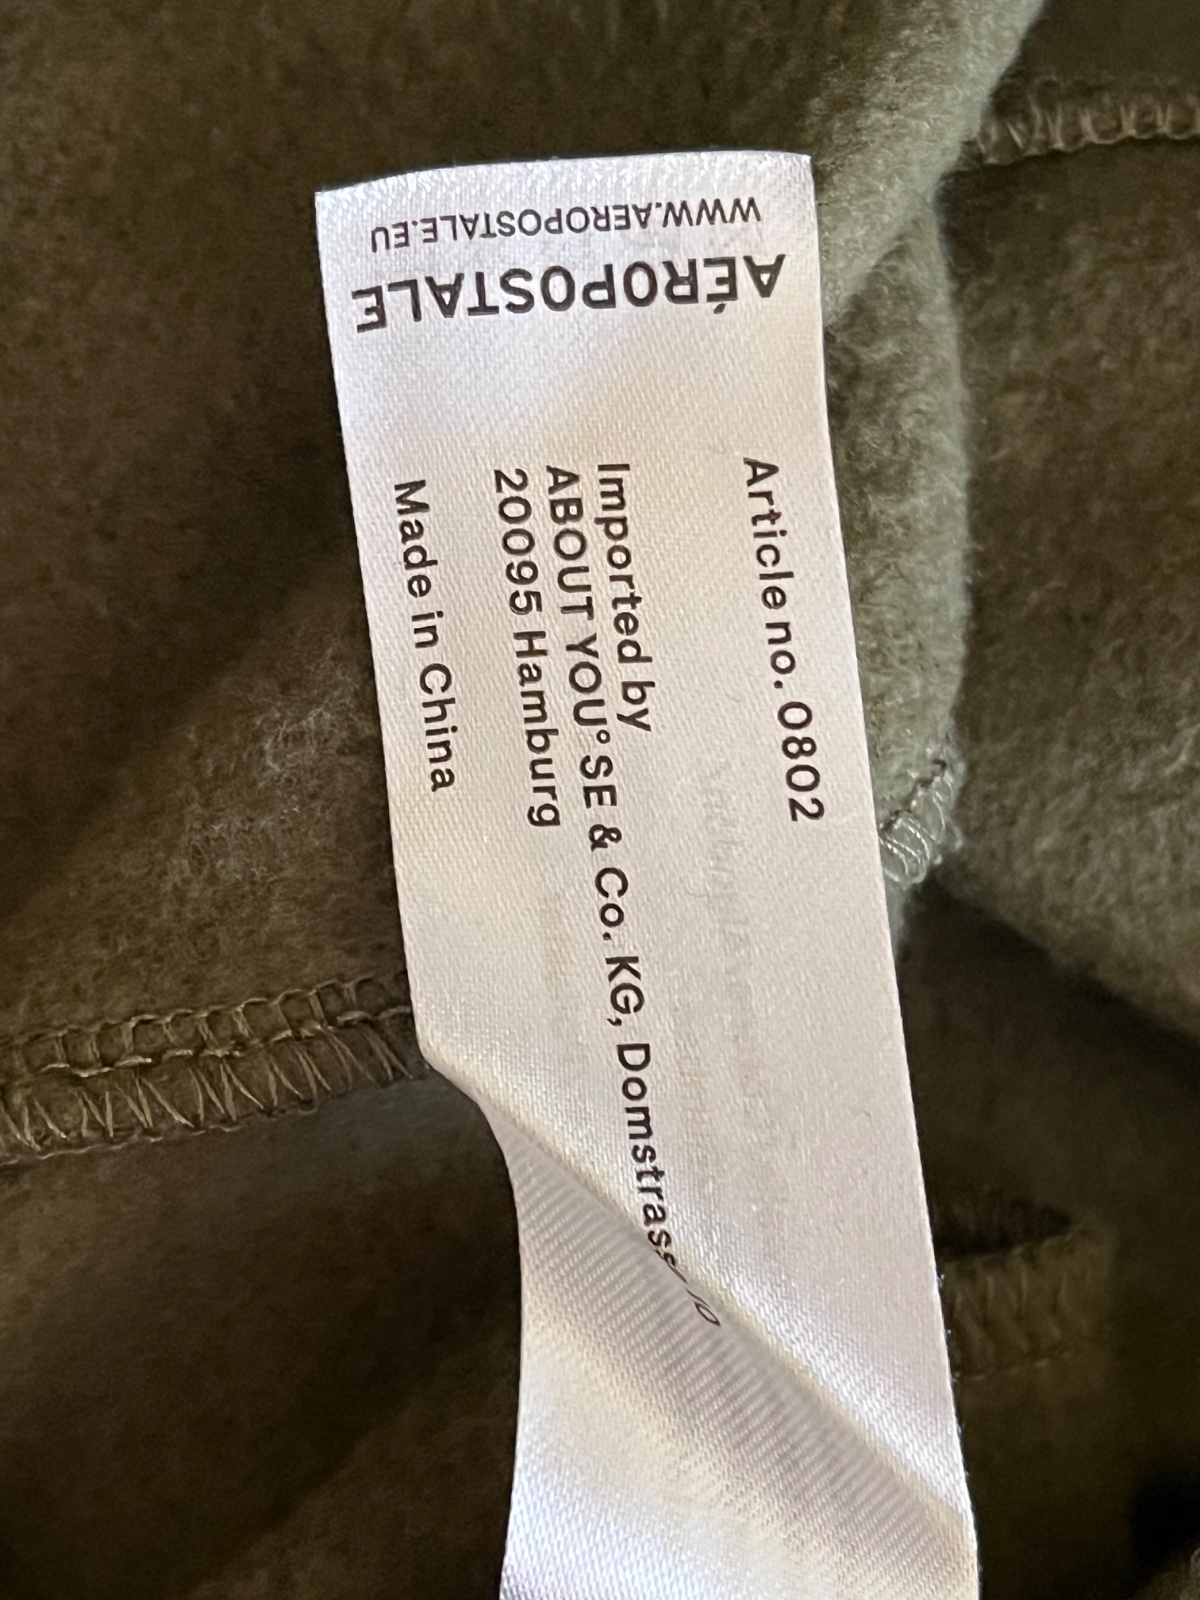 Article no. 0802
Imported by
ABOUT YOU° SE & Co. KG, Domstrasse 10
20095 Hamburg
Made in China
AÉROPOSTALE
WWW.AEROPOSTALE.EU